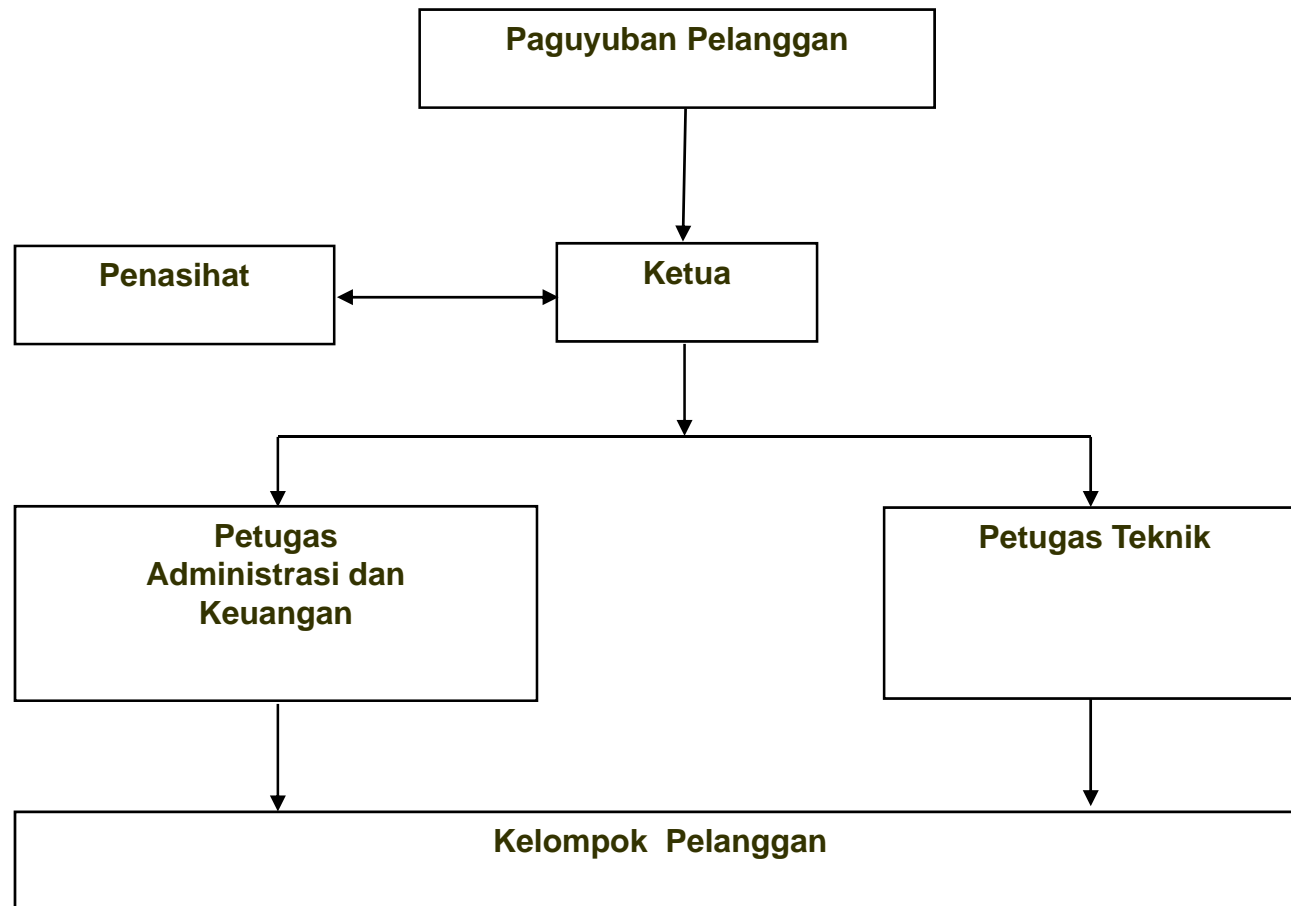 Paguyuban Pelanggan
Penasihat
Ketua
Petugas
Administrasi dan
Keuangan
Petugas Teknik
Kelompok Pelanggan